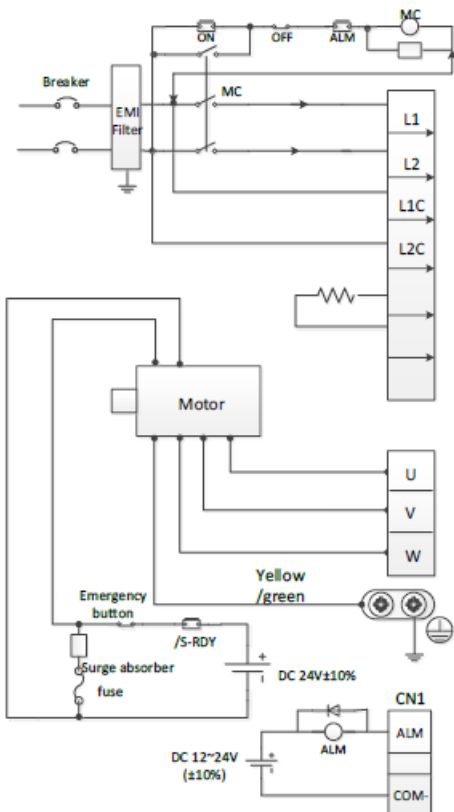 MC
ON
OFF
ALM
Breaker
EMI
Filter
MC
L1
L2
L1C
L2C
Motor
U
V
W
Yellow
/green
Emergency
button
/S-RDY
Surge absorber
fuse
DC 24V±10%
CN1
ALM
ALM
DC 12~24V
(±10%)
COM-